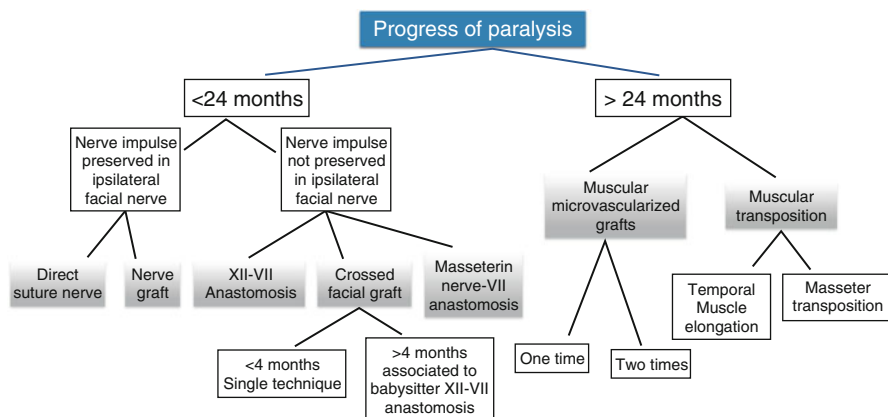 Progress of paralysis
<24 months
> 24 months
Nerve impulse
preserved in
ipsilateral
facial nerve
Nerve impulse
not preserved
in ipsilateral
facial nerve
Muscular
microvascularized
grafts
Muscular
transposition
Direct
suture nerve
Nerve
graft
XII-VII
Anastomosis
Crossed
facial graft
Masseterin
nerve-VII
anastomosis
Temporal
Muscle
elongation
Masseter
transposition
<4 months
Single technique
>4 months
associated to
babysitter XII-VII
anastomosis
One time
Two times